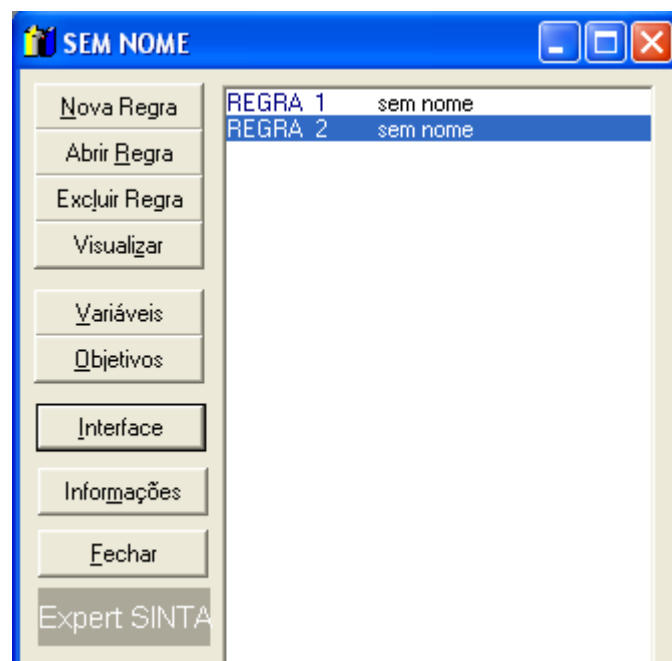 SEM NOME
Nova Regra
Abrir Regra
Excluir Regra
Visualizar
Variáveis
Objetivos
Interface
Informações
Fechar
Expert SINTA
REGRA 1 sem nome
REGRA 2 sem nome